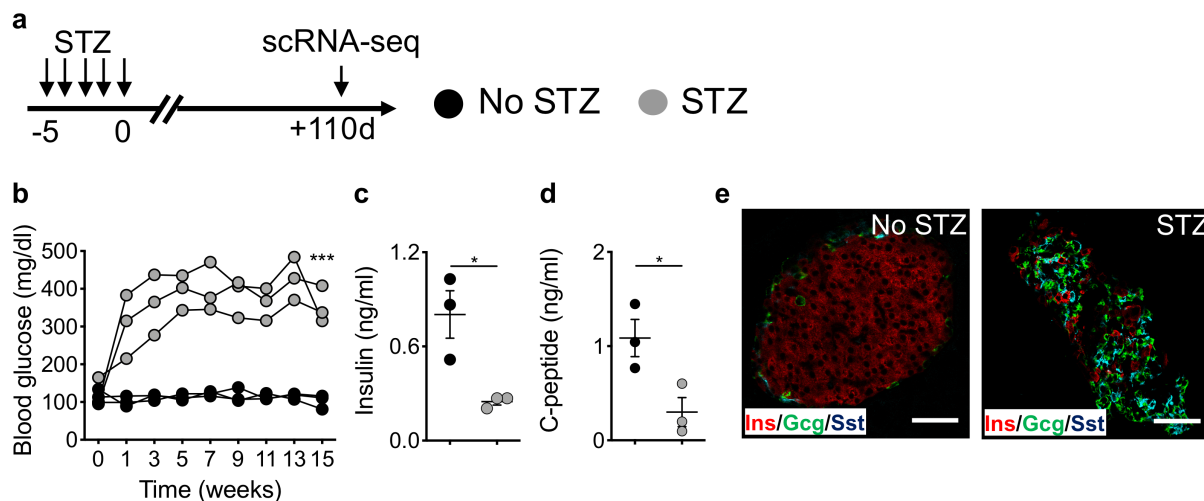 a
STZ
scRNA-seq
-5
0
+110d
No STZ
STZ
b
c
d
e
Blood glucose (mg/dl)
500
400
300
200
100
0
***
0 1 3 5 7 9 11 13 15
Time (weeks)
Insulin (ng/ml)
1.2
0.6
0.0
*
C-peptide (ng/ml)
2
1
0
*
No STZ
Ins/Gcg/Sst
STZ
Ins/Gcg/Sst